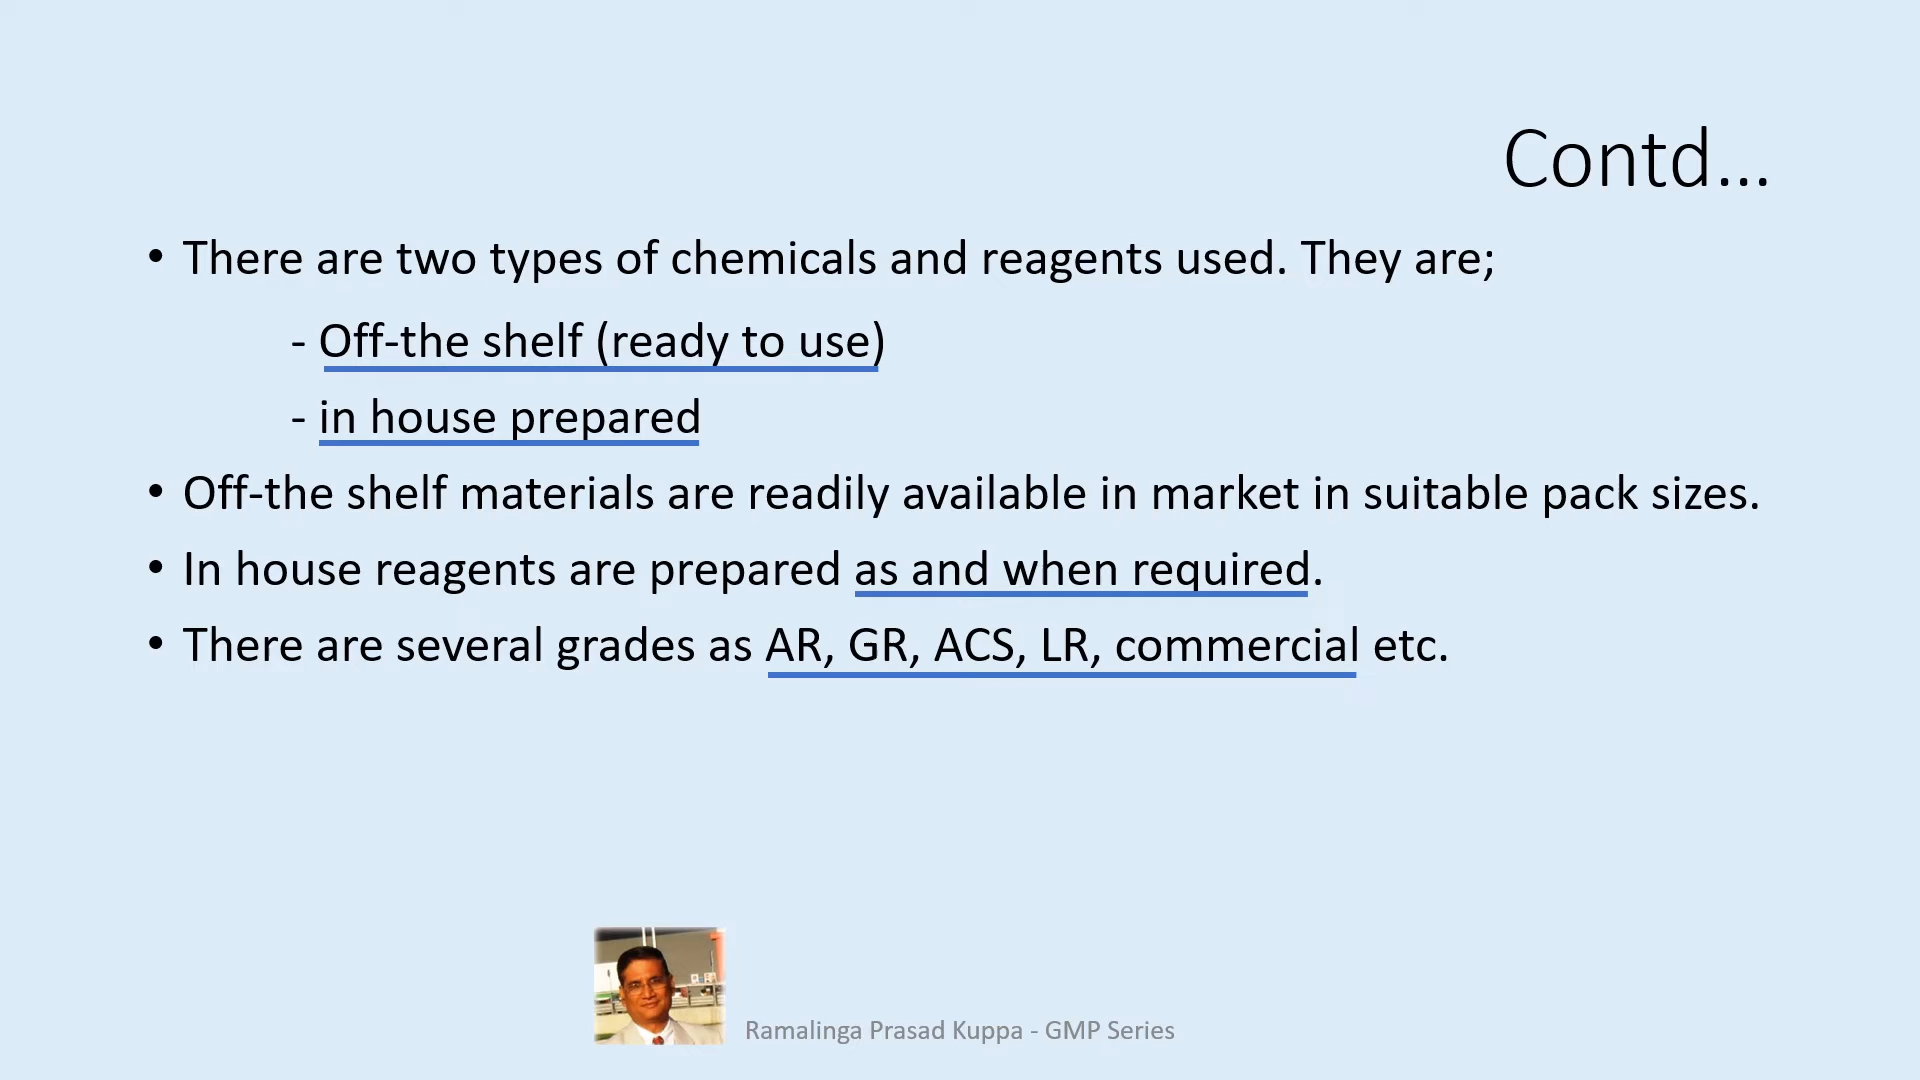 Contd...
• There are two types of chemicals and reagents used. They are;
- Off-the shelf (ready to use)
- in house prepared
• Off-the shelf materials are readily available in market in suitable pack sizes.
• In house reagents are prepared as and when required.
• There are several grades as AR, GR, ACS, LR, commercial etc.
Ramalinga Prasad Kuppa - GMP Series